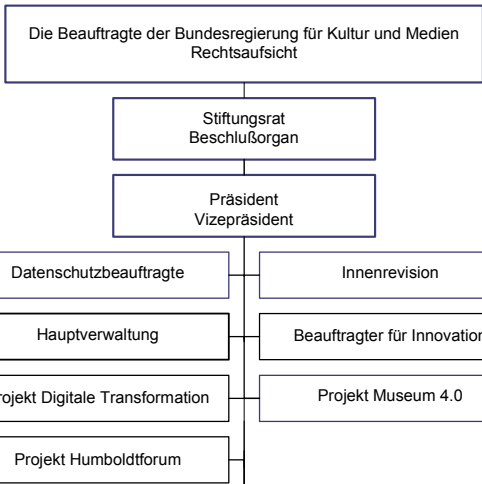 Die Beauftragte der Bundesregierung für Kultur und Medien
Rechtsaufsicht
Stiftungsrat
Beschlußorgan
Präsident
Vizepräsident
Datenschutzbeauftragte
Innenrevision
Hauptverwaltung
Beauftragter für Innovation
rojekt Digitale Transformation
Projekt Museum 4.0
Projekt Humboldtforum